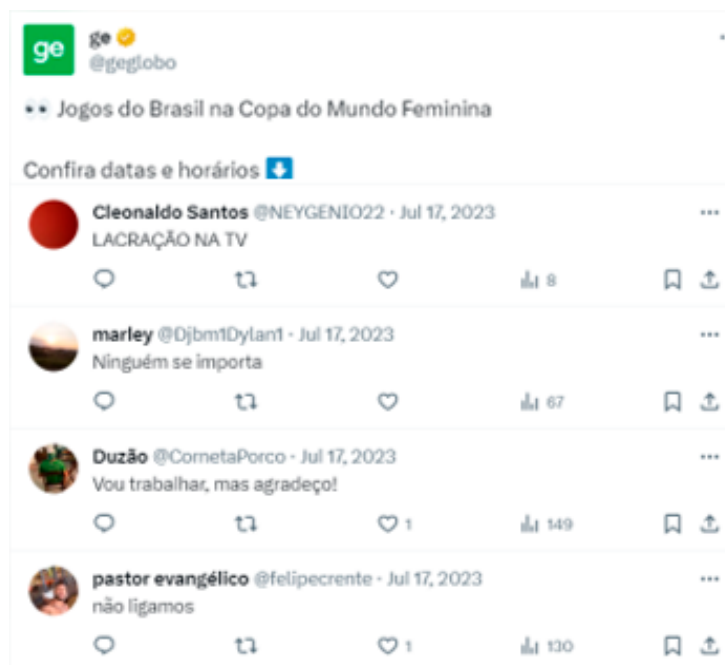 ge
ge
@geglobo
Jogos do Brasil na Copa do Mundo Feminina
Confira datas e horários
Cleonaldo Santos @NEYGENIO22 · Jul 17, 2023
LACRAÇÃO NA TV
8
marley @Djbm1Dylan1 · Jul 17, 2023
Ninguém se importa
67
Duzão @CornetaPorco · Jul 17, 2023
Vou trabalhar, mas agradeço!
1 149
pastor evangélico @felipecrente · Jul 17, 2023
não ligamos
1 130